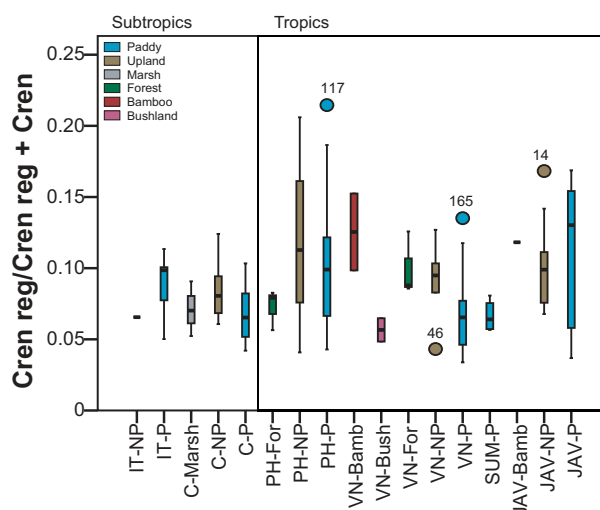 Subtropics
Tropics
Cren reg/Cren reg + Cren
0.25
0.20
0.15
0.10
0.05
0
Paddy
Upland
Marsh
Forest
Bamboo
Bushland
117
165
46
14
IT-NP
IT-P
C-Marsh
C-NP
C-P
PH-For
PH-NP
PH-P
VN-Bamb
VN-Bush
VN-For
VN-NP
VN-P
SUM-P
JAV-Bamb
JAV-NP
JAV-P